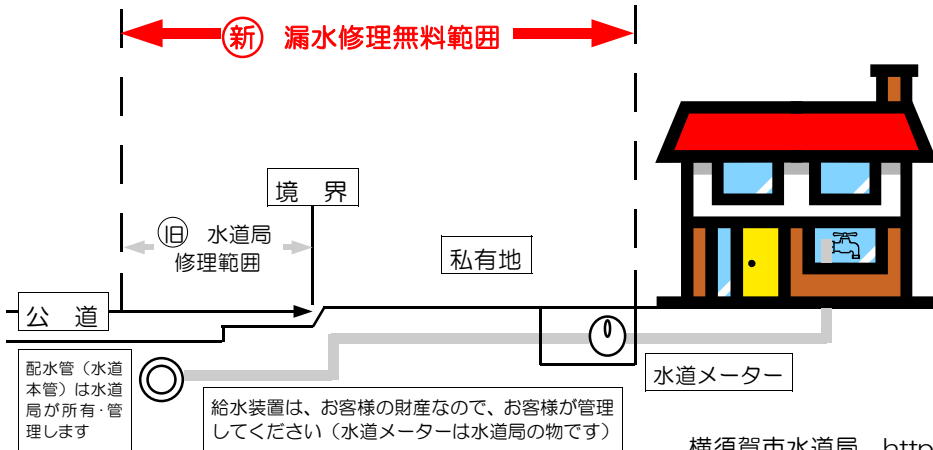 新 漏水修理無料範囲
境 界
旧 水道局
修理範囲
私有地
公 道
配水管（水道
本管）は水道
局が所有・管
理します
給水装置は、お客様の財産なので、お客様が管理
してください（水道メーターは水道局の物です）
水道メーター
横須賀市水道局 http